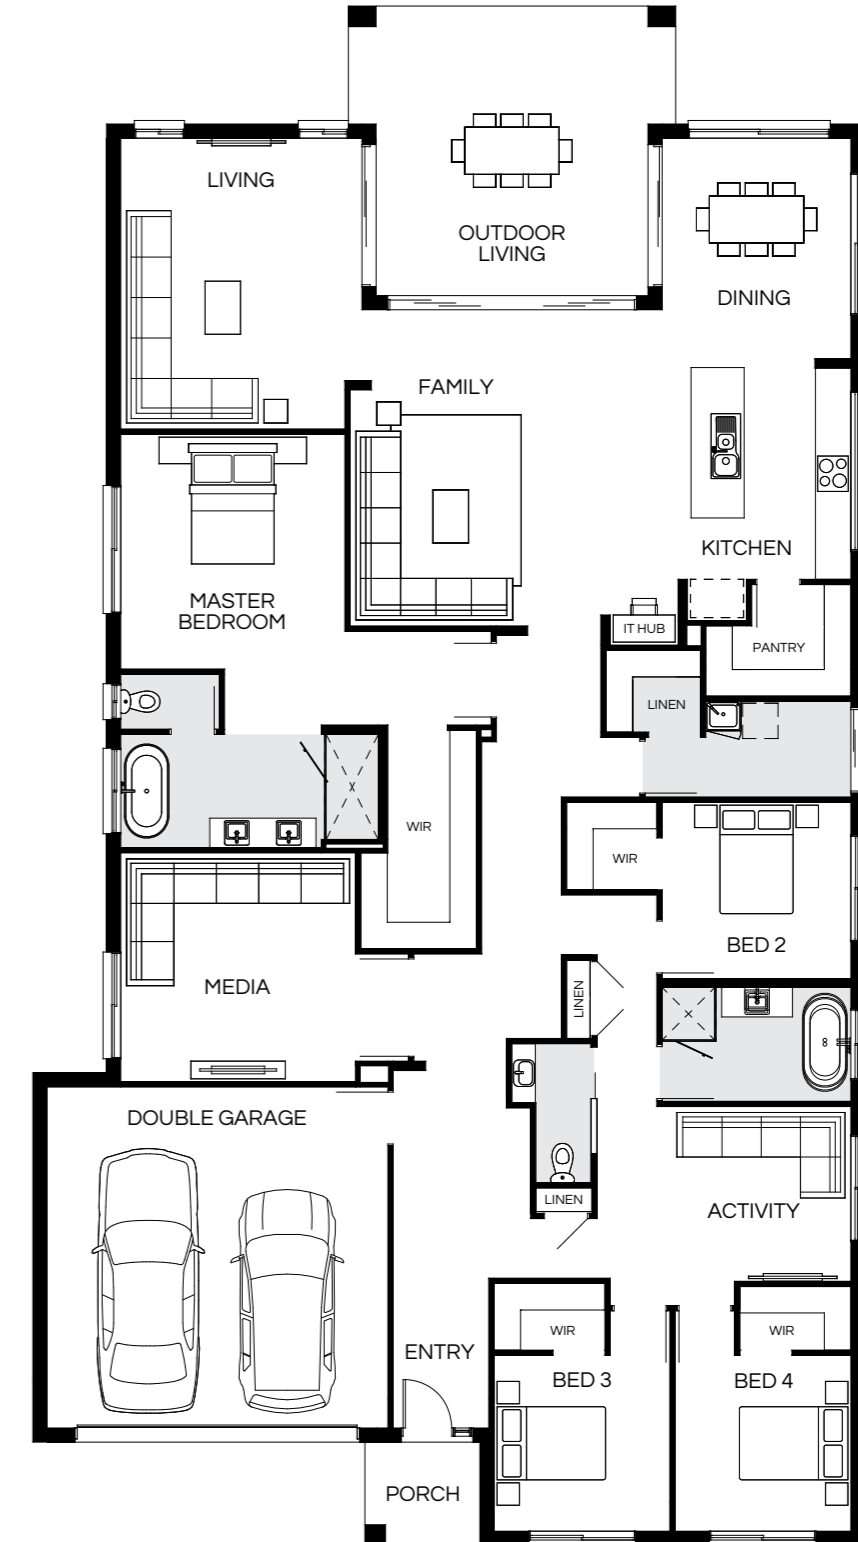 LIVING
OUTDOOR
LIVING
DINING
FAMILY
KITCHEN
MASTER
BEDROOM
IT HUB
PANTRY
LINEN
WIR
WIR
BED 2
MEDIA
LINEN
DOUBLE GARAGE
LINEN
ACTIVITY
WIR
WIR
ENTRY
BED 3
BED 4
PORCH